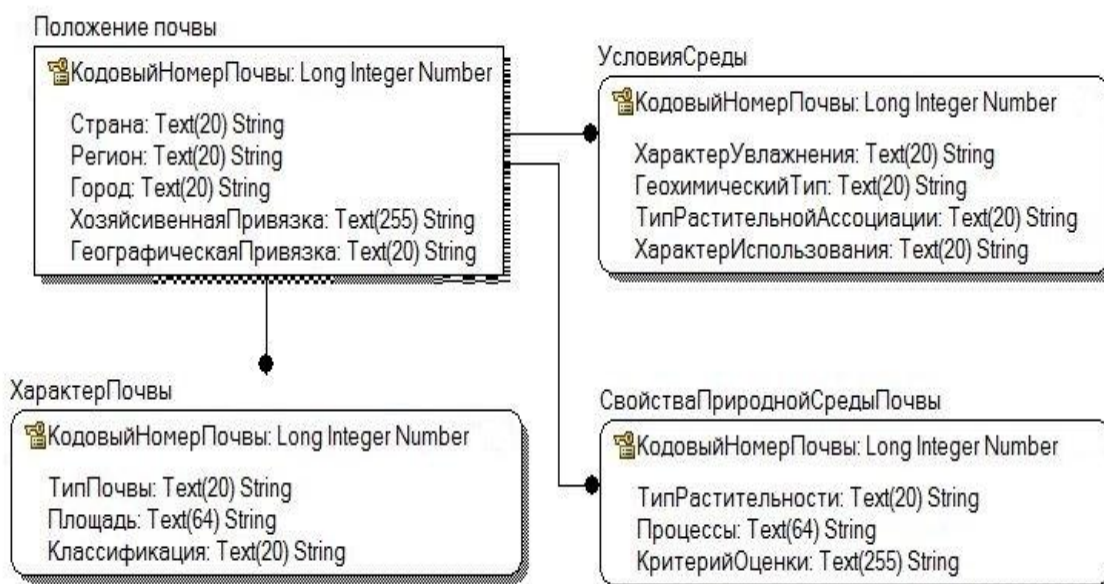 Положение почвы
КодовыйНомерПочвы: Long Integer Number
Страна: Text(20) String
Регион: Text(20) String
Город: Text(20) String
ХозяйсивеннаяПривязка: Text(255) String
ГеографическаяПривязка: Text(20) String
УсловияСреды
КодовыйНомерПочвы: Long Integer Number
ХарактерУвлажнения: Text(20) String
ГеохимическийТип: Text(20) String
ТипРастительнойАссоциации: Text(20) String
ХарактерИспользования: Text(20) String
ХарактерПочвы
КодовыйНомерПочвы: Long Integer Number
ТипПочвы: Text(20) String
Площадь: Text(64) String
Классификация: Text(20) String
СвойстваПрироднойСредыПочвы
КодовыйНомерПочвы: Long Integer Number
ТипРастительности: Text(20) String
Процессы: Text(64) String
КритерийОценки: Text(255) String